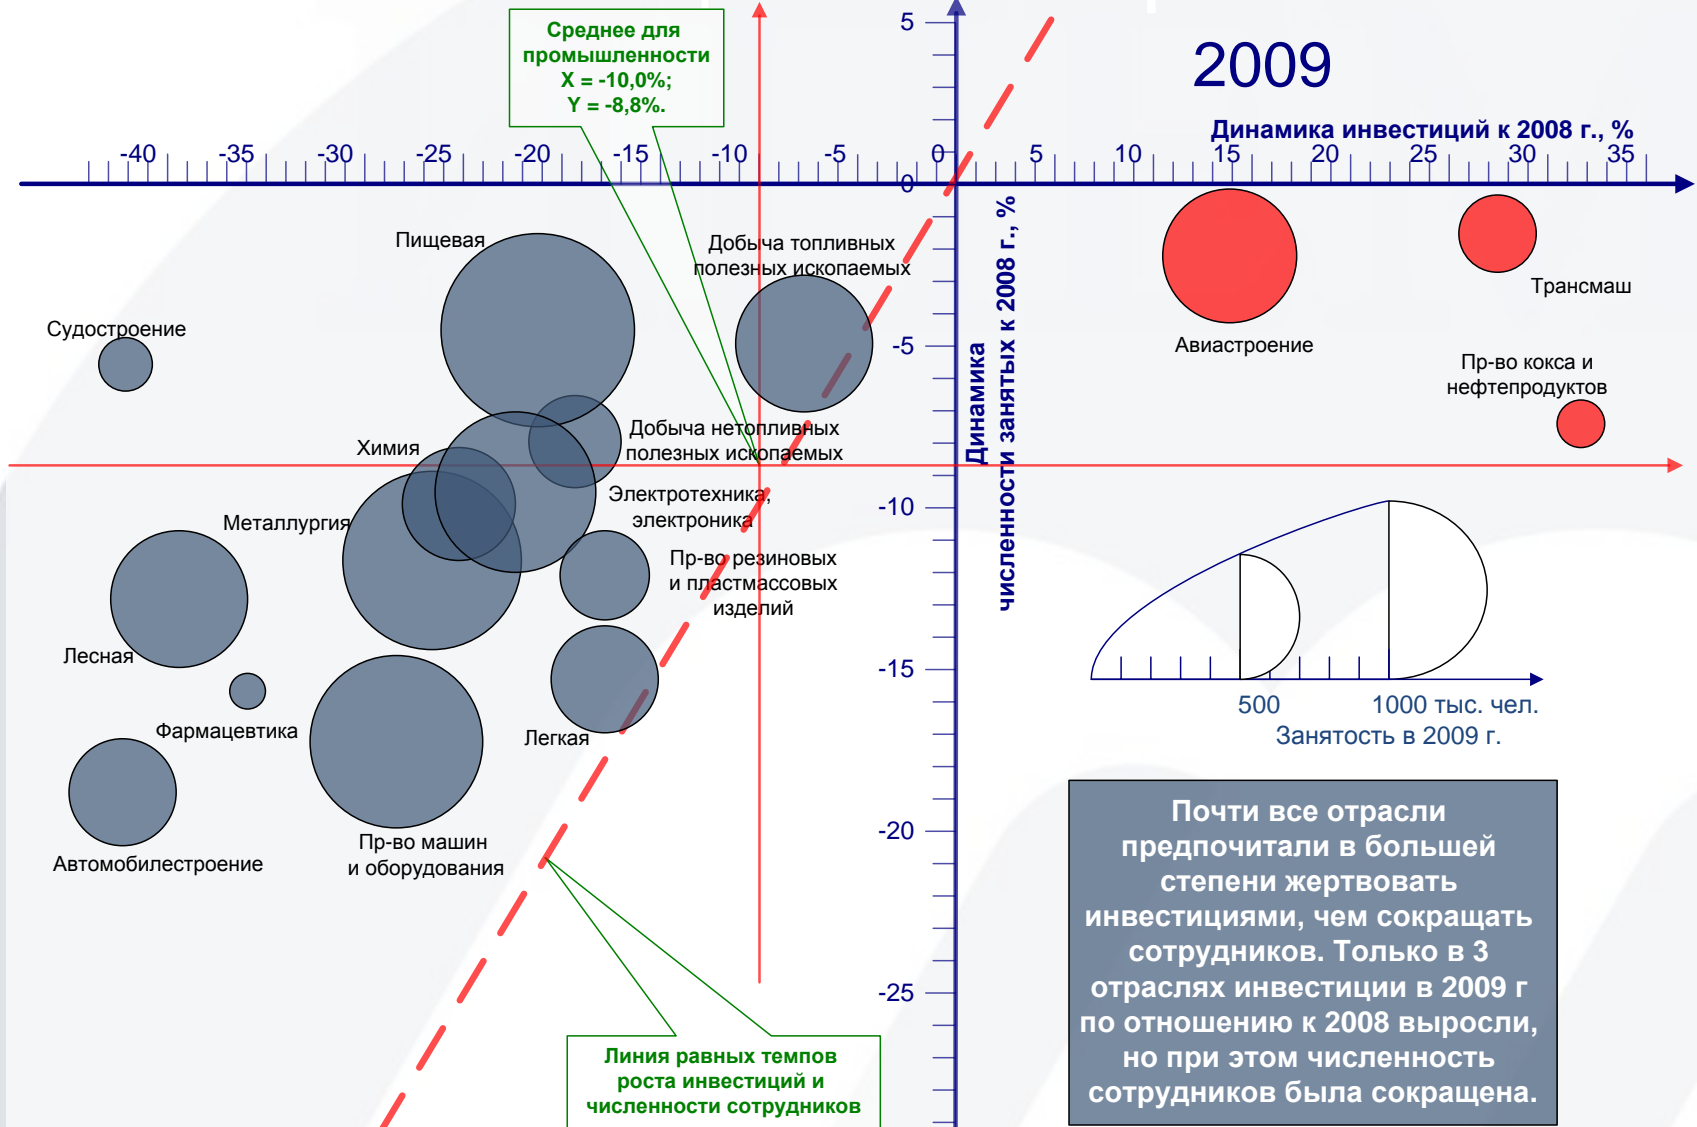 Среднее для
промышленности
X = -10,0%;
Y = -8,8%.
2009
Динамика инвестиций к 2008 г., %
-40 -35 -30 -25 -20 -15 -10 -5 0 5 10 15 20 25 30 35
5
0
-5
-10
-15
-20
-25
Динамика
численности занятых к 2008 г., %
Пищевая
Добыча топливных
полезных ископаемых
Судостроение
Трансмаш
Авиастроение
Пр-во кокса и
нефтепродуктов
Химия
Добыча нетопливных
полезных ископаемых
Металлургия
Электротехника,
электроника
Пр-во резиновых
и пластмассовых
изделий
Лесная
Фармацевтика
Легкая
Автомобилестроение
Пр-во машин
и оборудования
500 1000 тыс. чел.
Занятость в 2009 г.
Почти все отрасли
предпочитали в большей
степени жертвовать
инвестициями, чем сокращать
сотрудников. Только в 3
отраслях инвестиции в 2009 г
по отношению к 2008 выросли,
но при этом численность
сотрудников была сокращена.
Линия равных темпов
роста инвестиций и
численности сотрудников